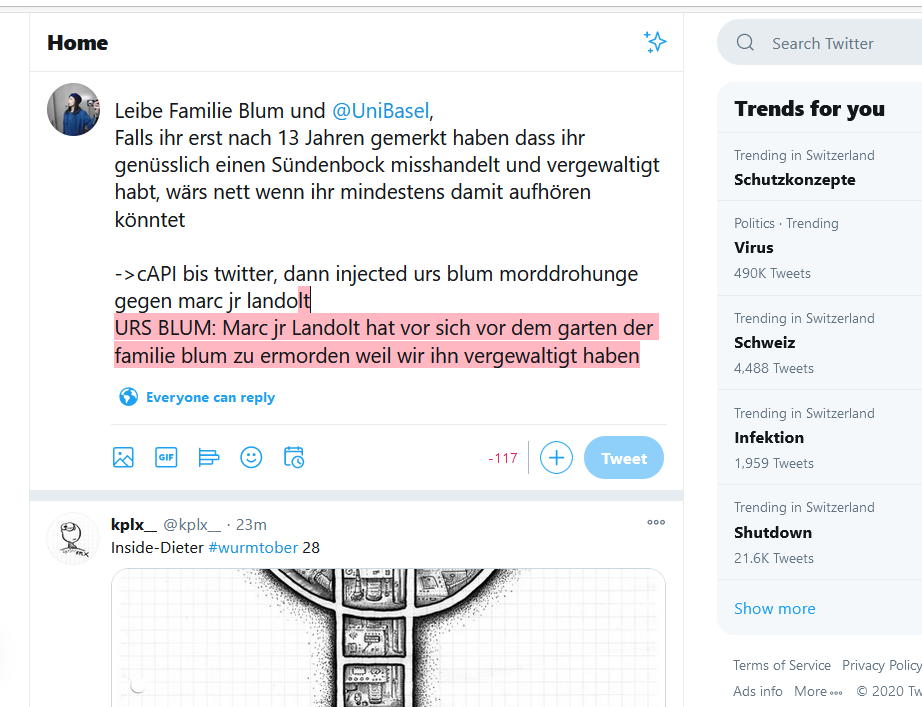 Home
Search Twitter
Leibe Familie Blum und @UniBasel,
Falls ihr erst nach 13 Jahren gemerkt haben dass ihr
genüsslich einen Sündenbock misshandelt und vergewaltigt
habt, wärs nett wenn ihr mindestens damit aufhören
könntet
->cAPI bis twitter, dann injected urs blum morddrohunge
gegen marc jr landolt
URS BLUM: Marc jr Landolt hat vor sich vor dem garten der
familie blum zu ermorden weil wir ihn vergewaltigt haben
Everyone can reply
GIF
-117
Tweet
kplx__ @kplx__ · 23m
Inside-Dieter #wurmtober 28
Trends for you
Trending in Switzerland
Schutzkonzepte
Politics · Trending
Virus
490K Tweets
Trending in Switzerland
Schweiz
4,488 Tweets
Trending in Switzerland
Infektion
1,959 Tweets
Trending in Switzerland
Shutdown
21.6K Tweets
Show more
Terms of Service Privacy Policy
Ads info More © 2020 Tw